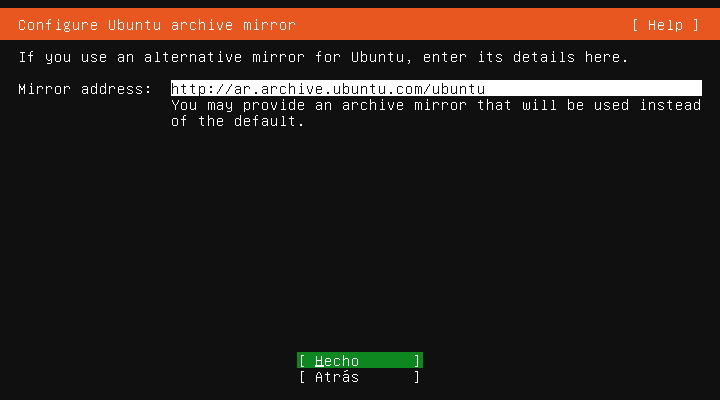 Configure Ubuntu archive mirror [ Help ]
If you use an alternative mirror for Ubuntu, enter its details here.
Mirror address: http://ar.archive.ubuntu.com/ubuntu
You may provide an archive mirror that will be used instead
of the default.
[ Hecho ]
[ Atrás ]